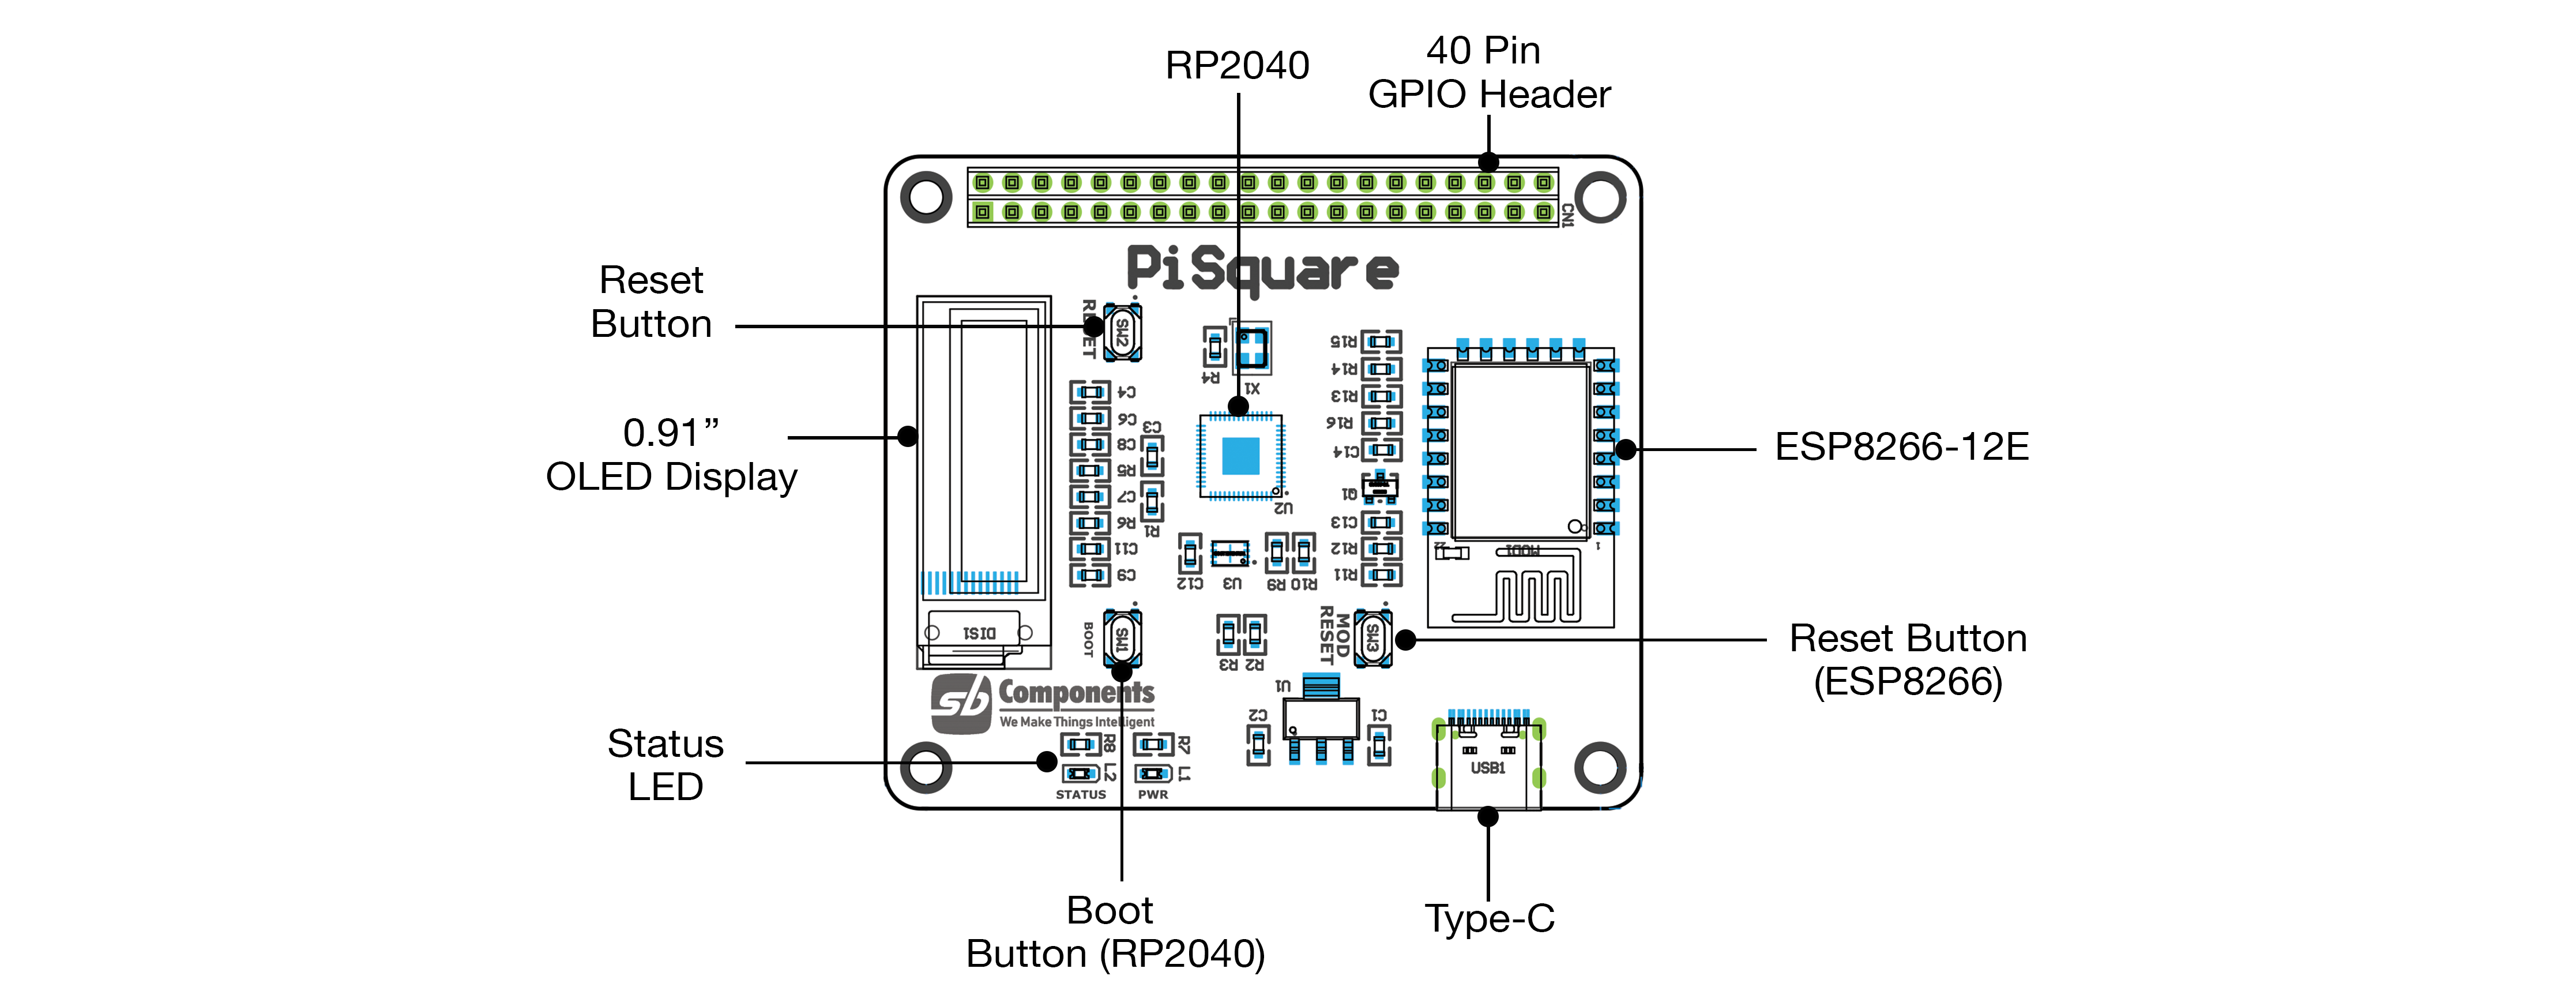 RP2040
40 Pin
GPIO Header
CN1
PiSquare
Reset
Button
RESET
SW2
R4
X1
R15
R14
R13
R16
C14
Q1
C13
R12
R11
C4
C6
C8
R5
C7
R6
C11
C9
C3
R1
U2
0.91”
OLED Display
ESP8266-12E
22
MOD1
1
C12
U3
R9
R10
DIS1
BOOT
SW1
R3
R2
MOD
RESET
SW3
Reset Button
(ESP8266)
sb
Components
We Make Things Intelligent
U1
C2
C1
USB1
Status
LED
R8
R7
L2
L1
STATUS
PWR
Boot
Button (RP2040)
Type-C